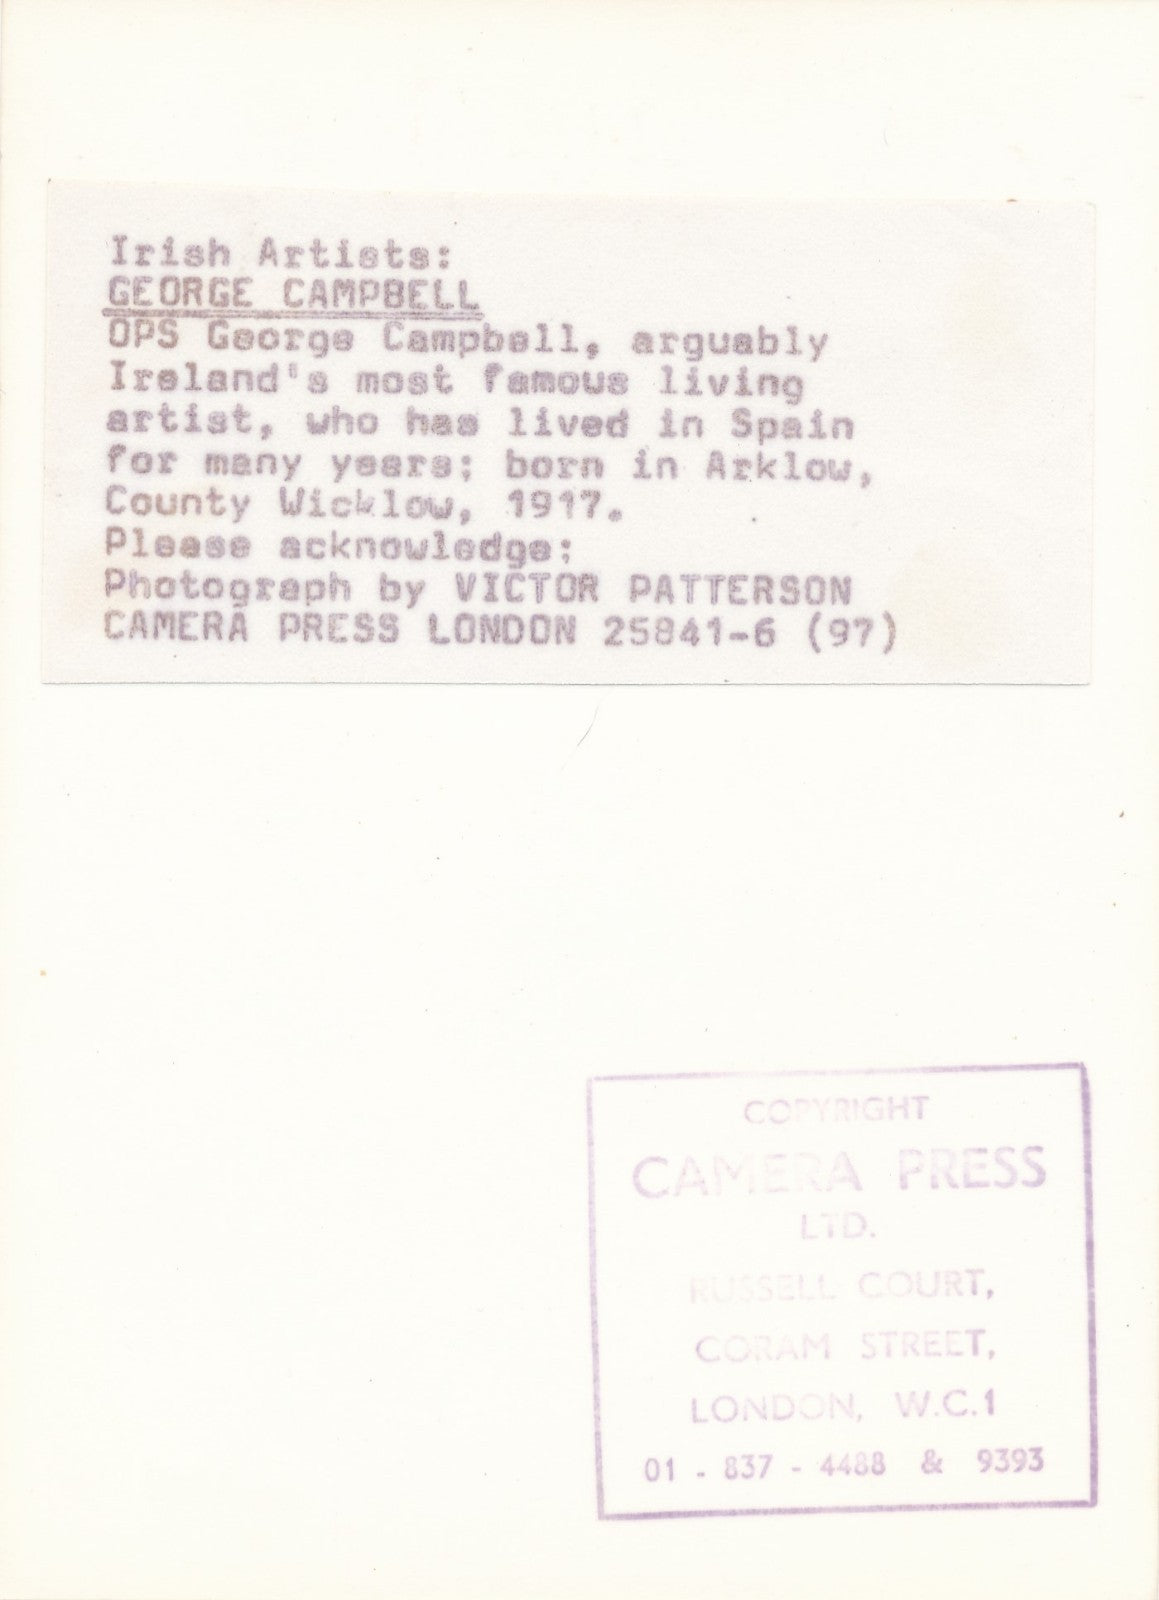 Irish Artists:
GEORGE CAMPBELL
OPS George Campbell, arguably
Ireland's most famous living
artist, who has lived in Spain
for many years; born in Arklow,
County Wicklow, 1917.
Please acknowledge:
Photograph by VICTOR PATTERSON
CAMERA PRESS LONDON 25841-6 (97)
COPYRIGHT
CAMERA PRESS
LTD.
RUSSELL COURT,
CORAM STREET,
LONDON, W.C.1
01 - 837 - 4488 & 9393